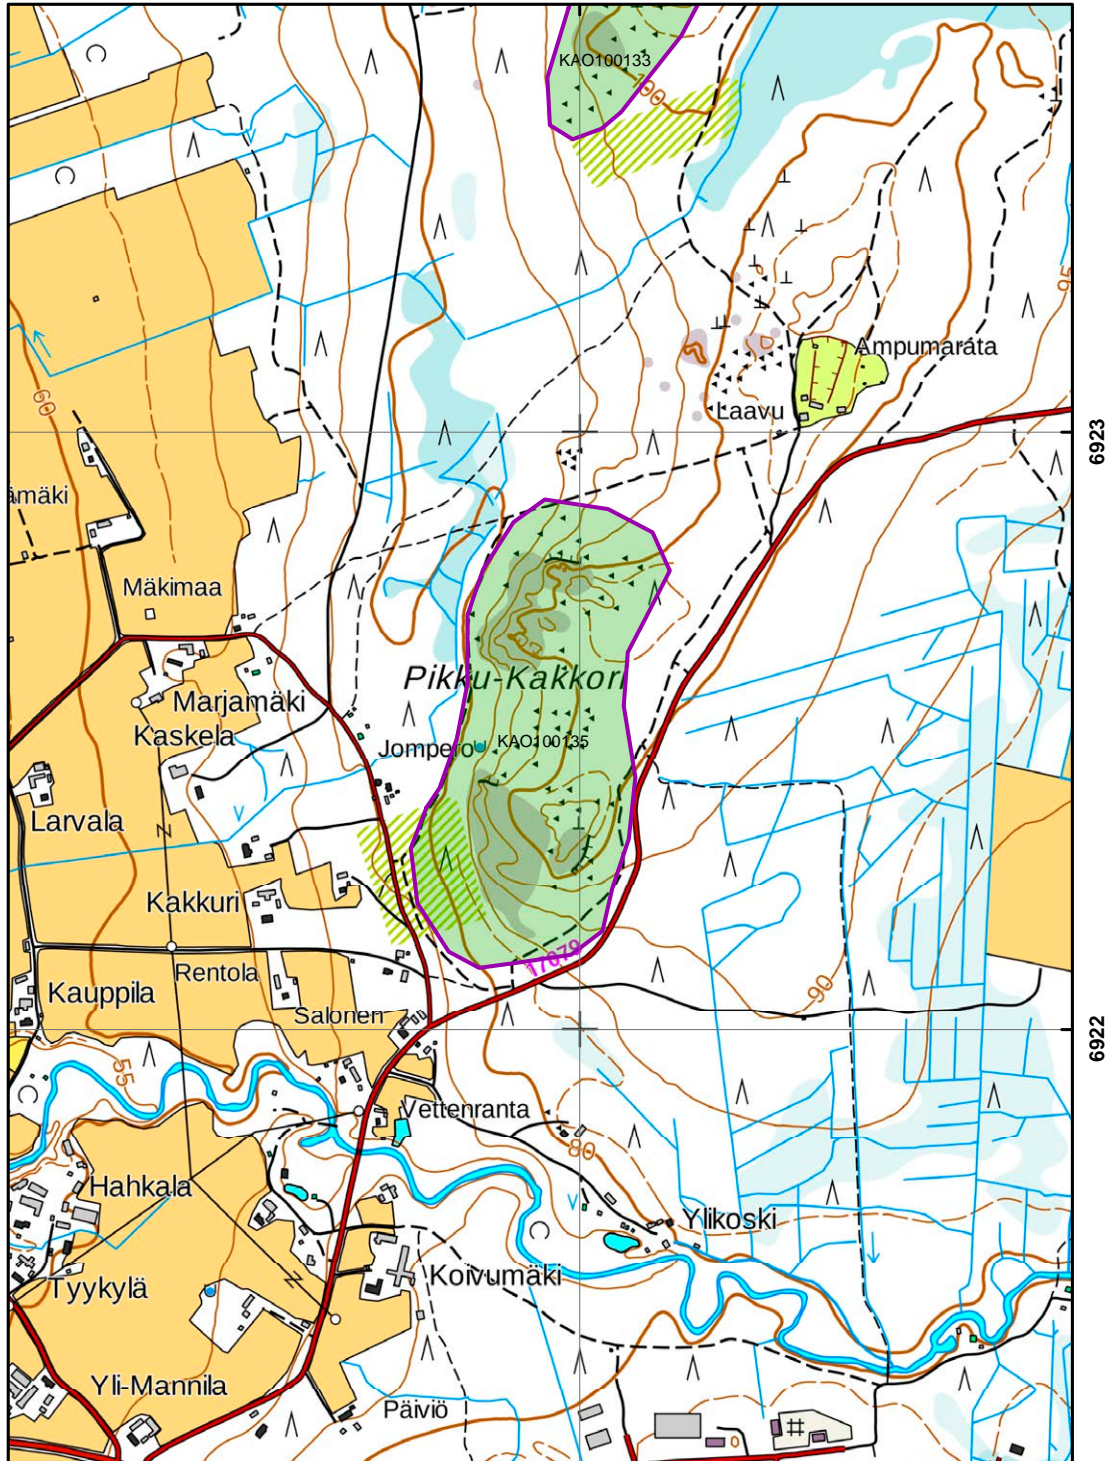 KAO100133
100
95
Ampumarata
Laavu
60
6923
ämäki
Mäkimaa
Pikku-Kakkori
Marjamäki
Kaskela
Jompero
KAO100135
Larvala
Kakkuri
17079
Rentola
Kauppila
90
Salonen
6922
55
Vettenranta
80
Hahkala
Ylikoski
Koivumäki
Tyykylä
Yli-Mannila
Päiviö